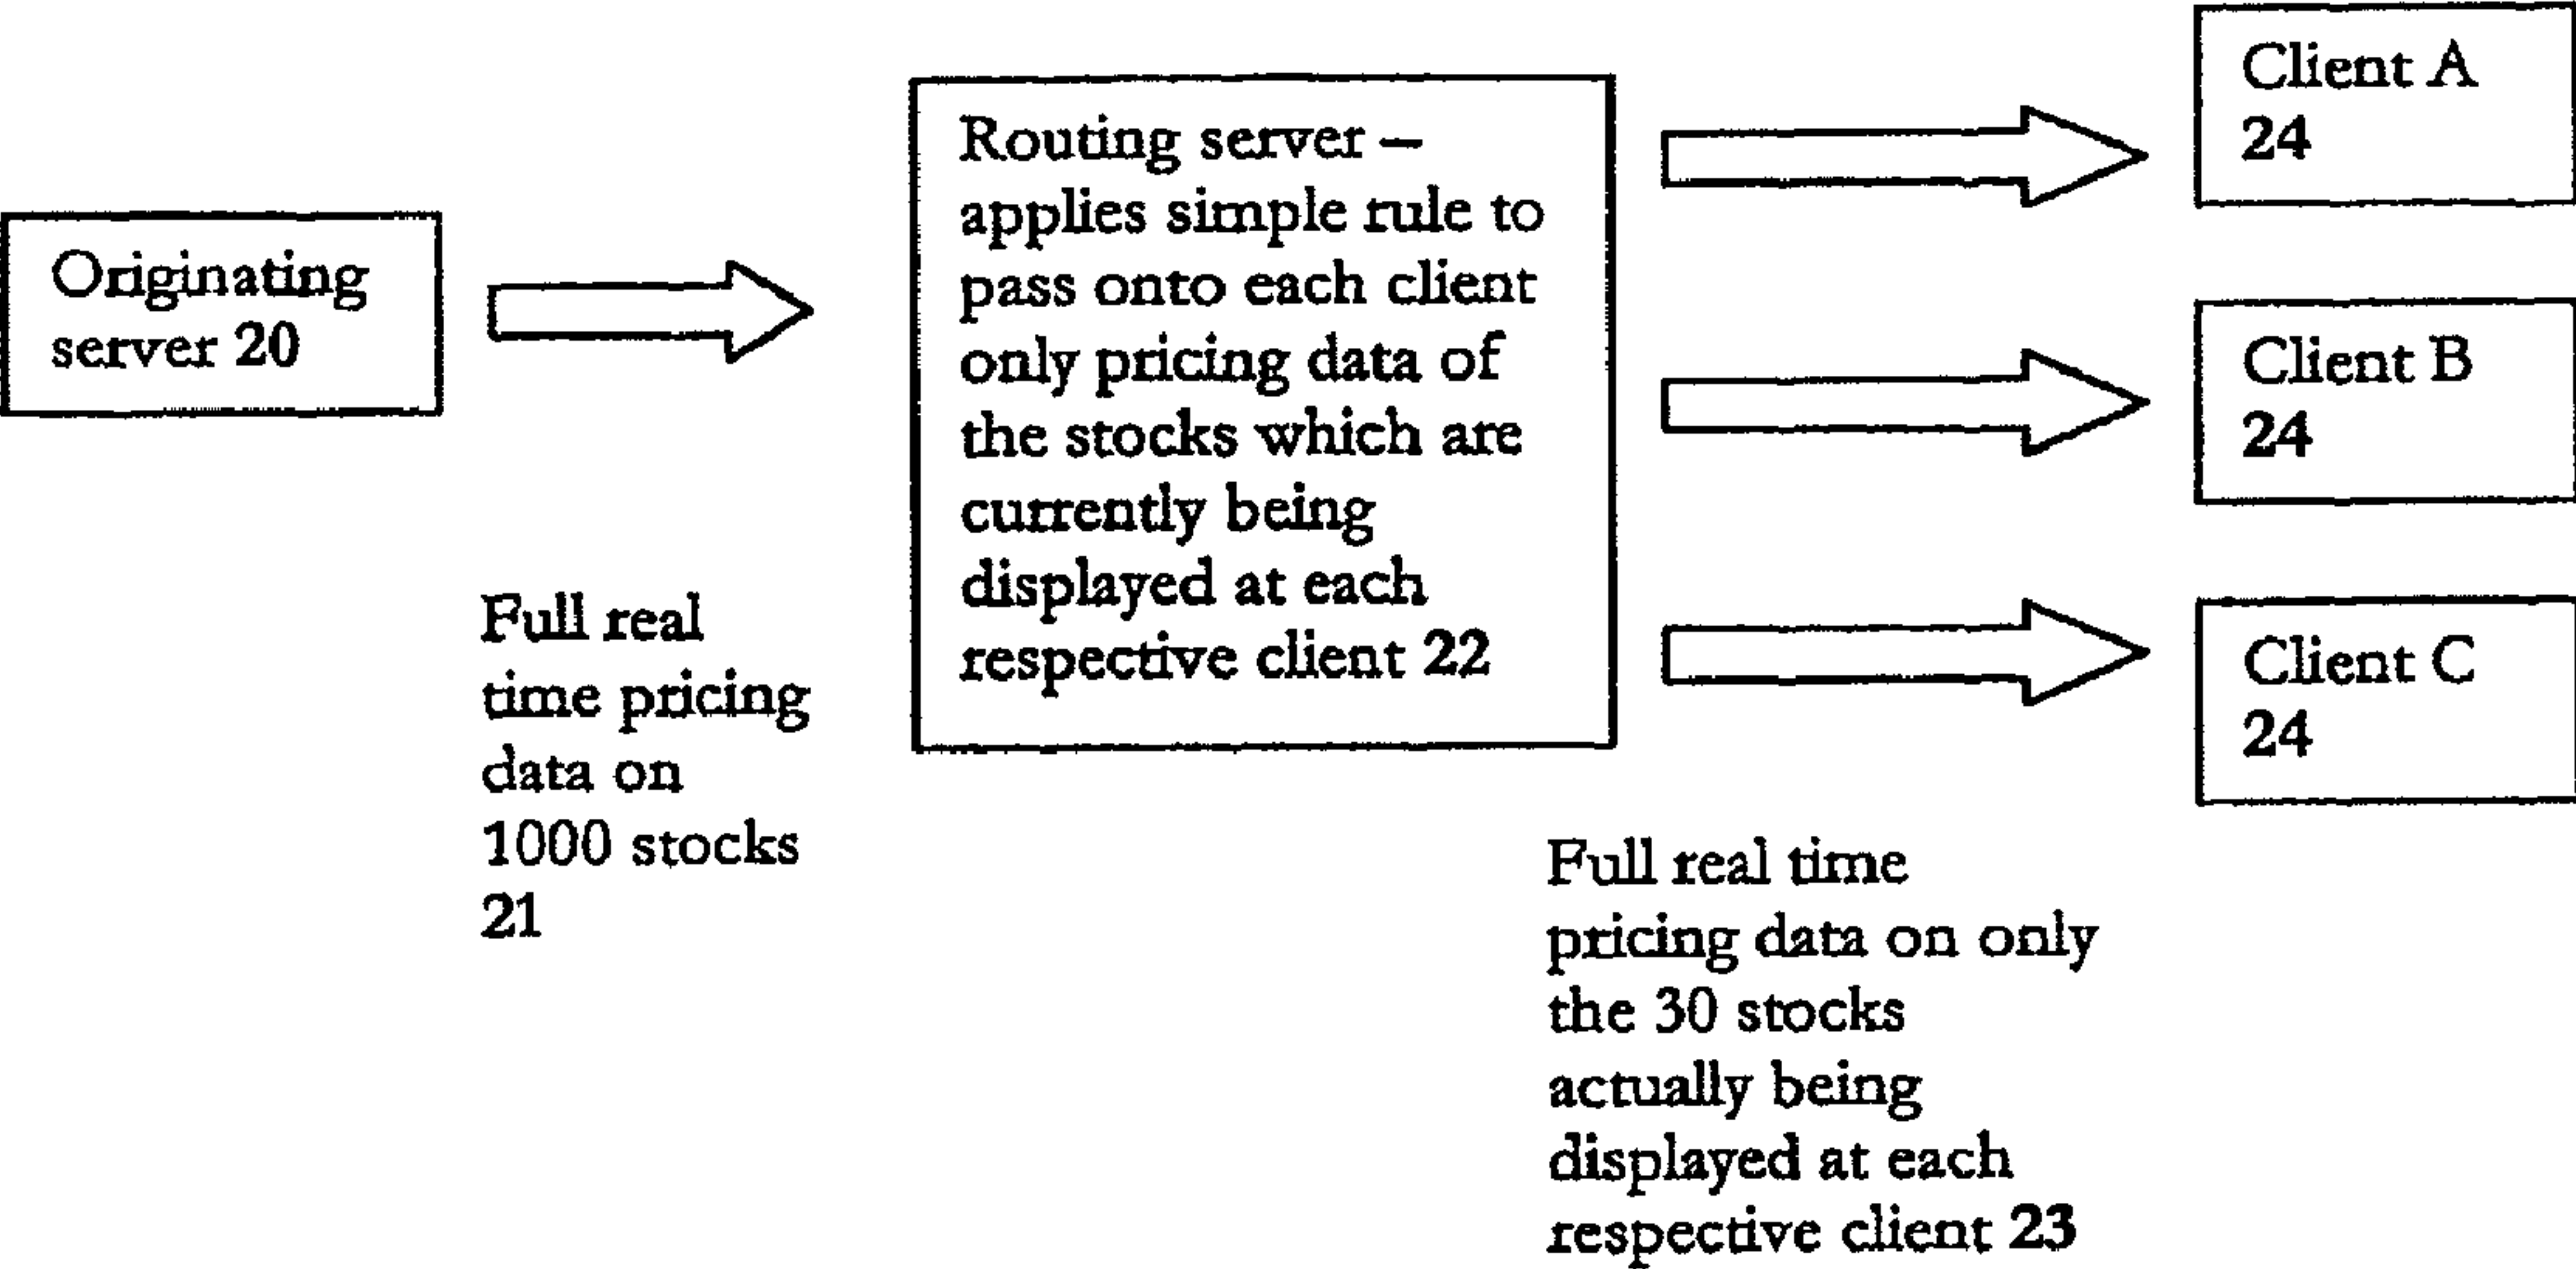 Originating
server 20
Full real
time pricing
data on
1000 stocks
21
Routing server –
applies simple rule to
pass onto each client
only pricing data of
the stocks which are
currently being
displayed at each
respective client 22
Client A
24
Client B
24
Client C
24
Full real time
pricing data on only
the 30 stocks
actually being
displayed at each
respective client 23